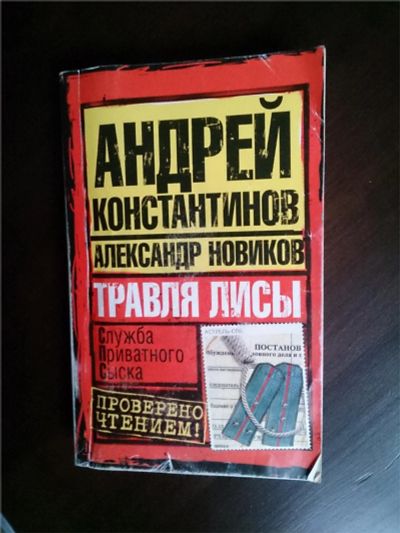 АНДРЕЙ
КОНСТАНТИНОВ
АЛЕКСАНДР НОВИКОВ
ТРАВЛЯ ЛИСЫ
Служба
Приватного
Сыска
ПРОВЕРЕНО
ЧТЕНИЕМ!
ПОСТАНОВ